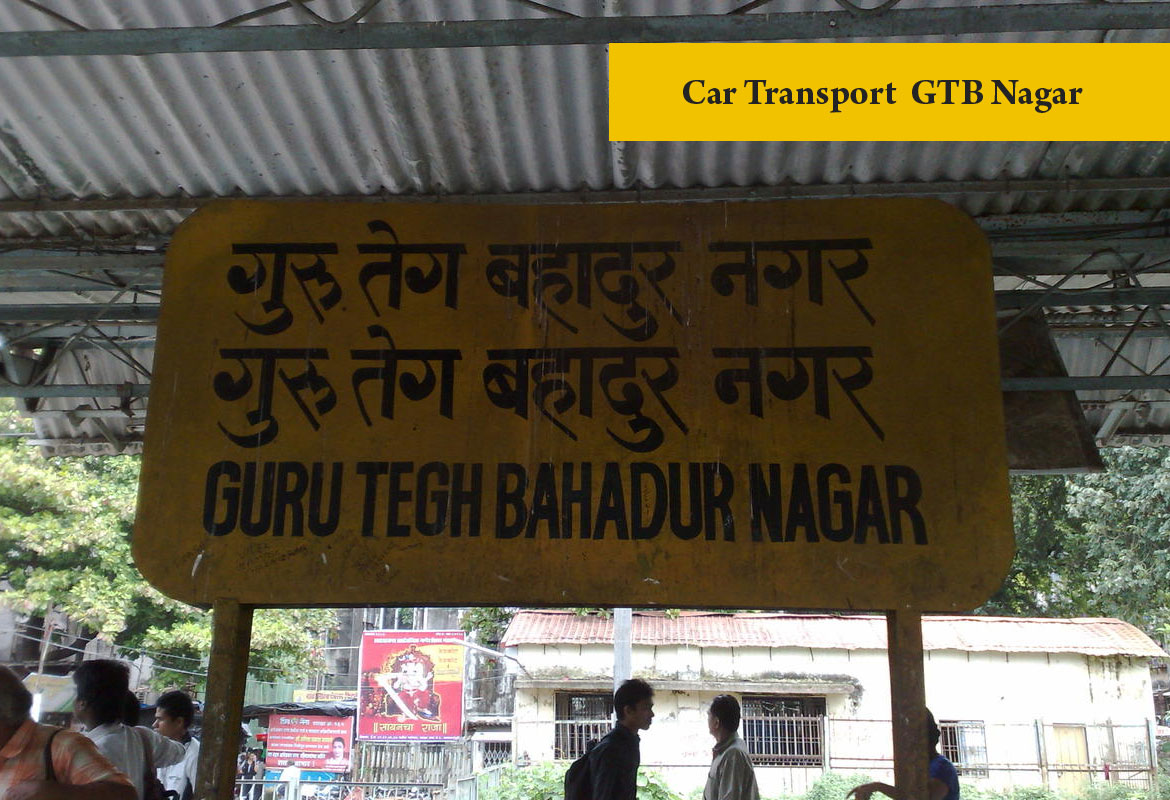 Car Transport GTB Nagar
गुरु तेग बहादुर नगर
गुरु तेग बहादुर नगर
GURU TEGH BAHADUR NAGAR
राजा॥